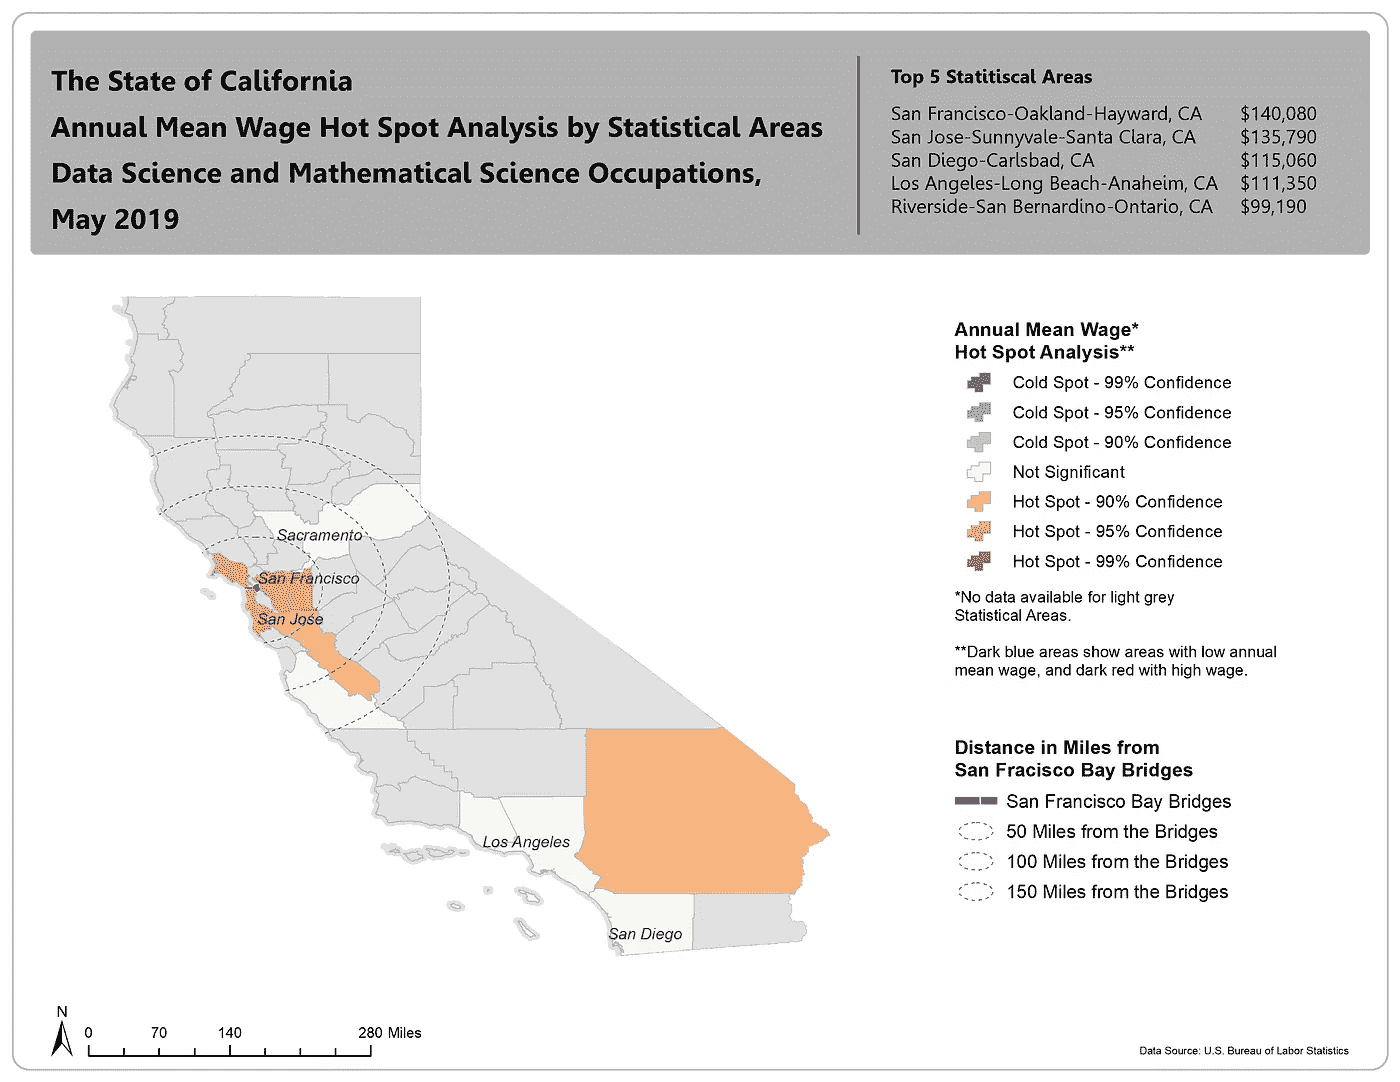 The State of California
Annual Mean Wage Hot Spot Analysis by Statistical Areas
Data Science and Mathematical Science Occupations,
May 2019
Top 5 Statitiscal Areas
San Francisco-Oakland-Hayward, CA $140,080
San Jose-Sunnyvale-Santa Clara, CA $135,790
San Diego-Carlsbad, CA $115,060
Los Angeles-Long Beach-Anaheim, CA $111,350
Riverside-San Bernardino-Ontario, CA $99,190
Sacramento
San Francisco
San Jose
Los Angeles
San Diego
Annual Mean Wage*
Hot Spot Analysis**
Cold Spot - 99% Confidence
Cold Spot - 95% Confidence
Cold Spot - 90% Confidence
Not Significant
Hot Spot - 90% Confidence
Hot Spot - 95% Confidence
Hot Spot - 99% Confidence
*No data available for light grey
Statistical Areas.
**Dark blue areas show areas with low annual
mean wage, and dark red with high wage.
Distance in Miles from
San Fracisco Bay Bridges
San Francisco Bay Bridges
50 Miles from the Bridges
100 Miles from the Bridges
150 Miles from the Bridges
N
0 70 140 280 Miles
Data Source: U.S. Bureau of Labor Statistics